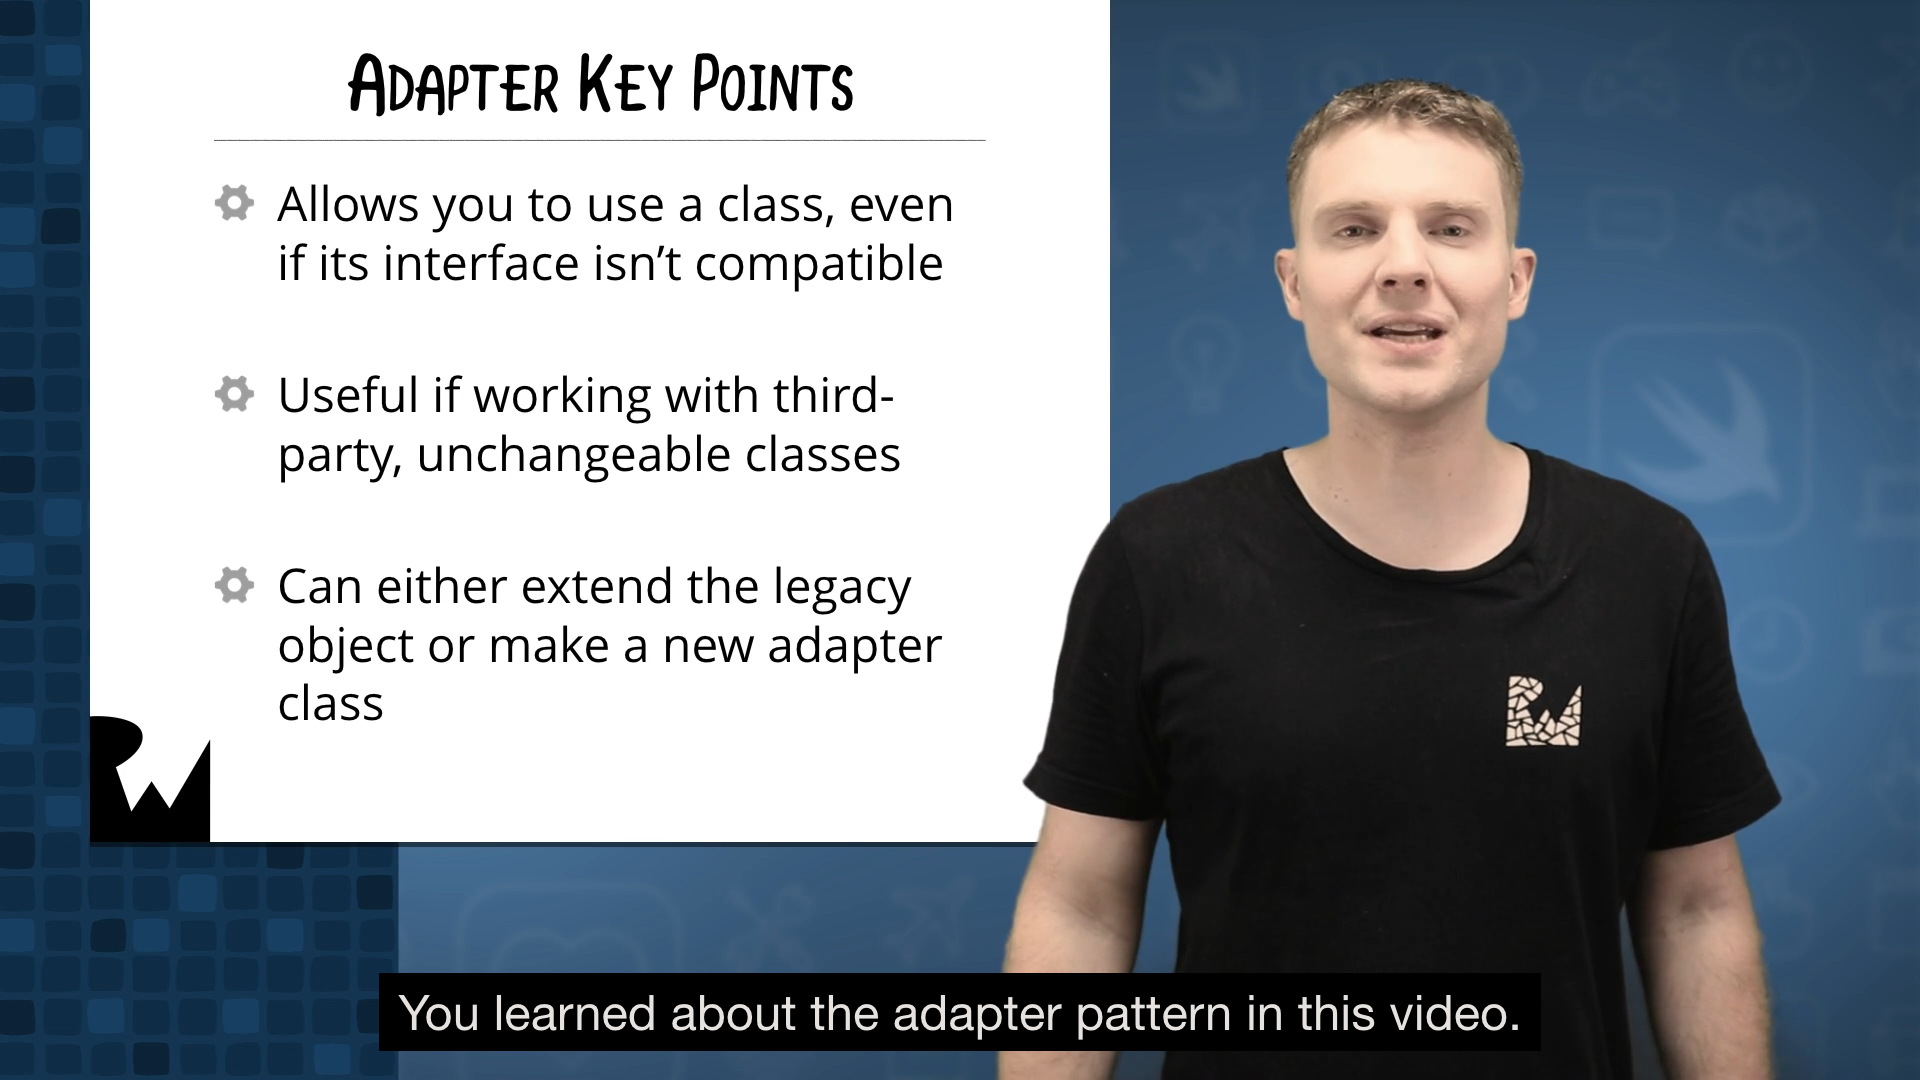 ADAPTER KEY POINTS
Allows you to use a class, even
if its interface isn’t compatible
Useful if working with third-
party, unchangeable classes
Can either extend the legacy
object or make a new adapter
class
RW
RW
You learned about the adapter pattern in this video.